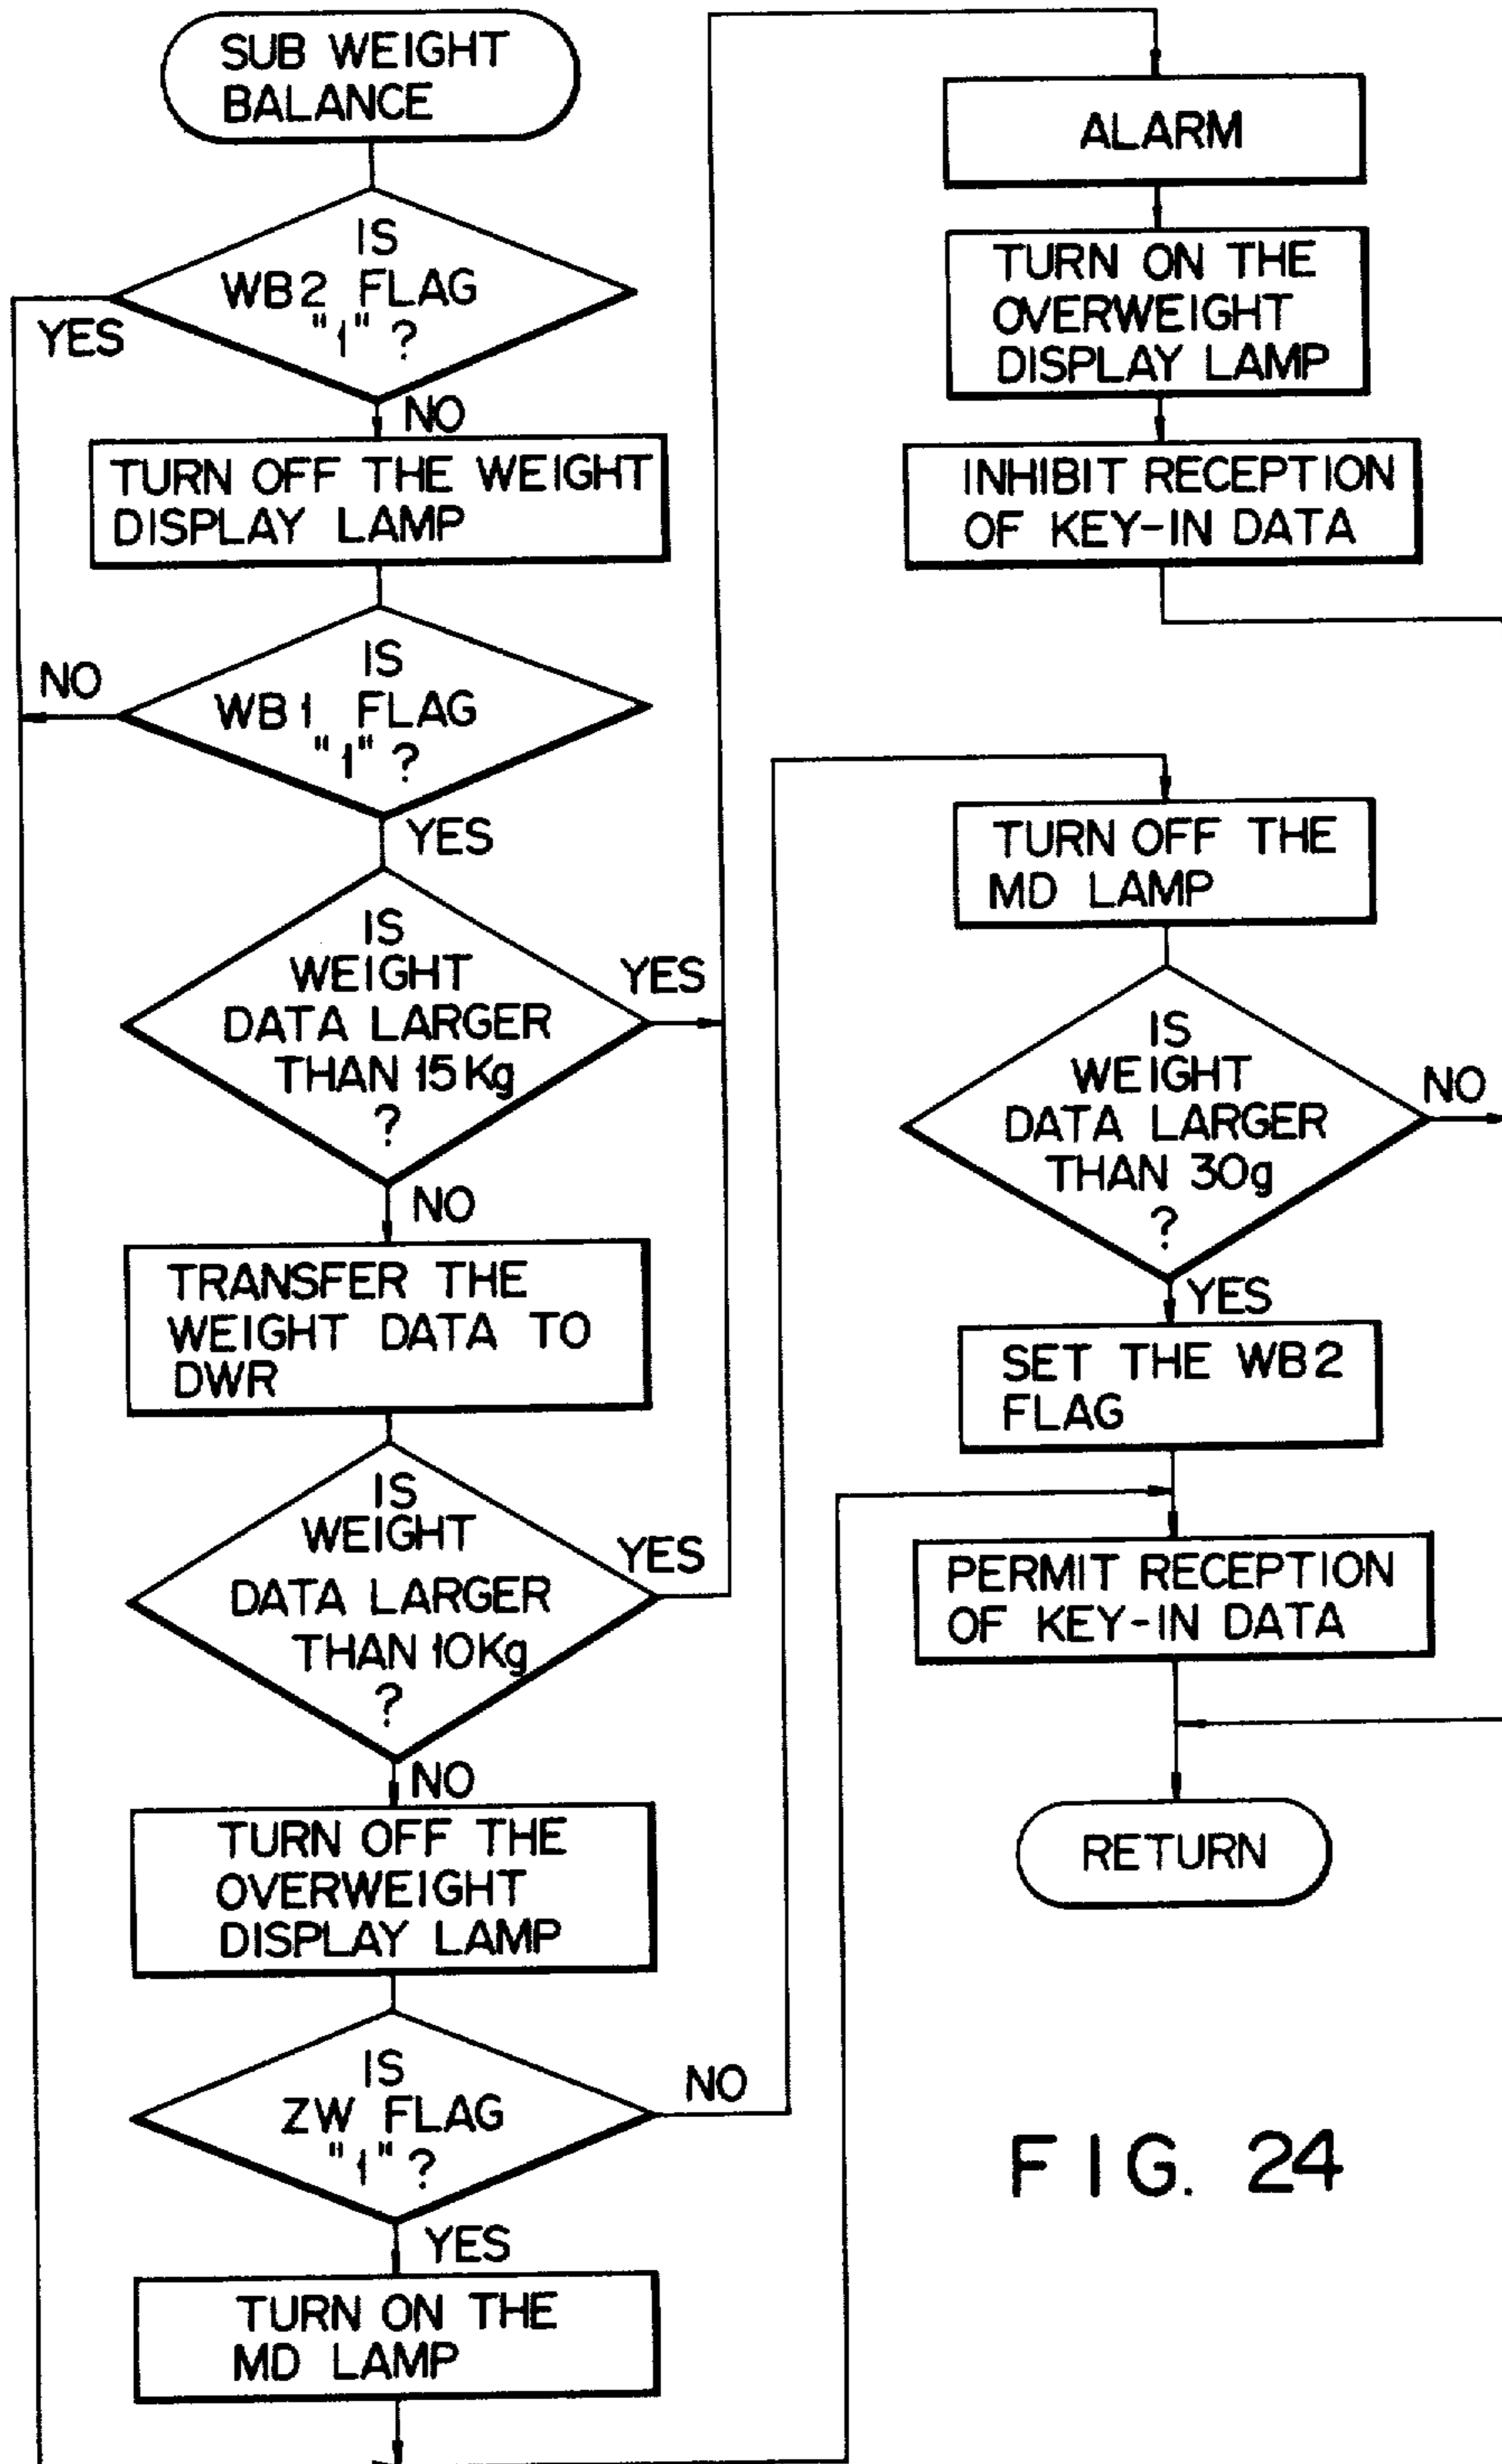 SUB WEIGHT
BALANCE
IS
WB2 FLAG
"1" ?
YES
NO
TURN OFF THE WEIGHT
DISPLAY LAMP
IS
WB1 FLAG
"1" ?
NO
YES
IS
WEIGHT
DATA LARGER
THAN 15Kg
?
YES
NO
TRANSFER THE
WEIGHT DATA TO
DWR
IS
WEIGHT
DATA LARGER
THAN 10Kg
?
YES
NO
TURN OFF THE
OVERWEIGHT
DISPLAY LAMP
IS
ZW FLAG
"1" ?
NO
YES
TURN ON THE
MD LAMP
ALARM
TURN ON THE
OVERWEIGHT
DISPLAY LAMP
INHIBIT RECEPTION
OF KEY-IN DATA
TURN OFF THE
MD LAMP
IS
WEIGHT
DATA LARGER
THAN 30g
?
NO
YES
SET THE WB2
FLAG
PERMIT RECEPTION
OF KEY-IN DATA
RETURN
FIG. 24